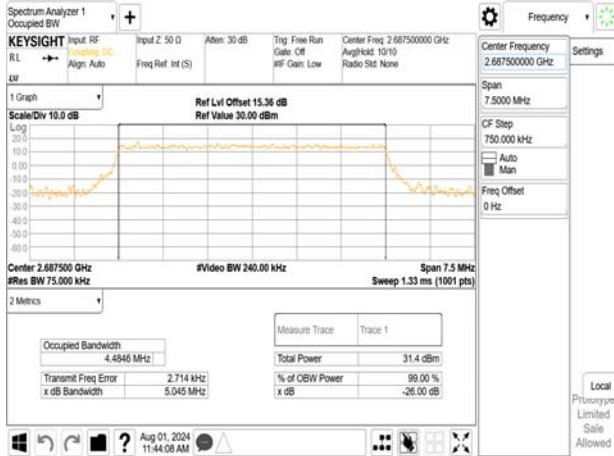 Spectrum Analyzer 1
Occupied BW
+
Frequency
KEYSIGHT
RL
Input: RF
Coupling: DC
Align: Auto
Input Z: 50 Ω
Freq Ref: Int (S)
Atten: 30 dB
Trig: Free Run
Gate: Off
#IF Gain: Low
Center Freq: 2.687500000 GHz
Avg|Hold: 10/10
Radio Std: None
1 Graph
Scale/Div 10.0 dB
Ref Lvl Offset 15.36 dB
Ref Value 30.00 dBm
Log
20.0
10.0
0.00
-10.0
-20.0
-30.0
-40.0
-50.0
-60.0
Center 2.687500 GHz
#Res BW 75.000 kHz
#Video BW 240.00 kHz
Span 7.5 MHz
Sweep 1.33 ms (1001 pts)
2 Metrics
Measure Trace Trace 1
Occupied Bandwidth
4.4846 MHz
Total Power 31.4 dBm
Transmit Freq Error 2.714 kHz
% of OBW Power 99.00 %
x dB Bandwidth 5.045 MHz
x dB -26.00 dB
Center Frequency
2.687500000 GHz
Settings
Span
7.5000 MHz
CF Step
750.000 kHz
Auto
Man
Freq Offset
0 Hz
Local
Prototype
Limited
Sale
Allowed
?
Aug 01, 2024
11:44:08 AM